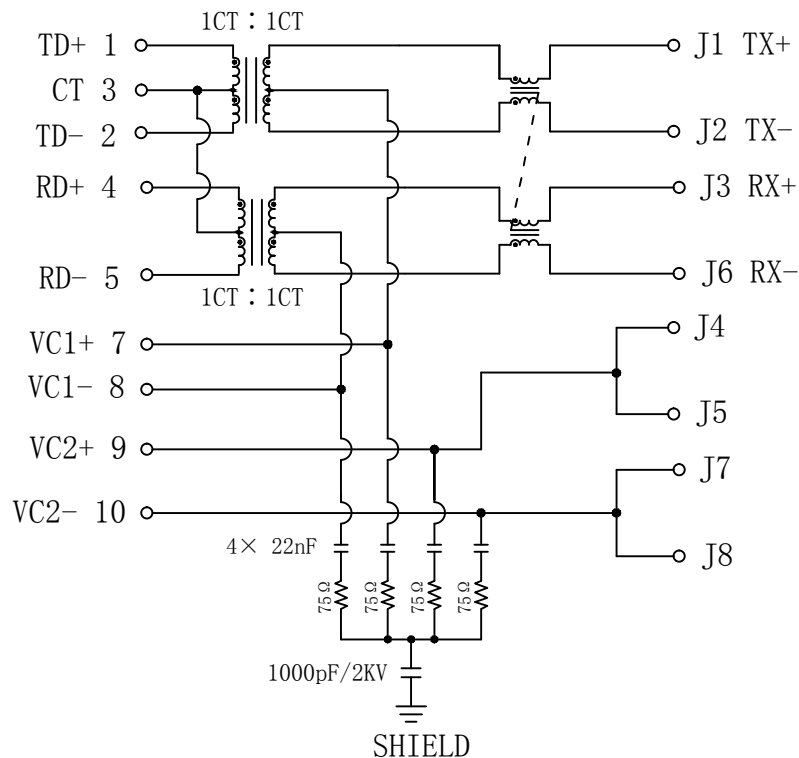 1CT : 1CT
TD+ 1
J1 TX+
CT 3
TD- 2
J2 TX-
RD+ 4
J3 RX+
RD- 5
J6 RX-
1CT : 1CT
VC1+ 7
J4
VC1- 8
J5
VC2+ 9
J7
VC2- 10
4× 22nF
J8
75Ω
75Ω
75Ω
75Ω
1000pF/2KV
SHIELD